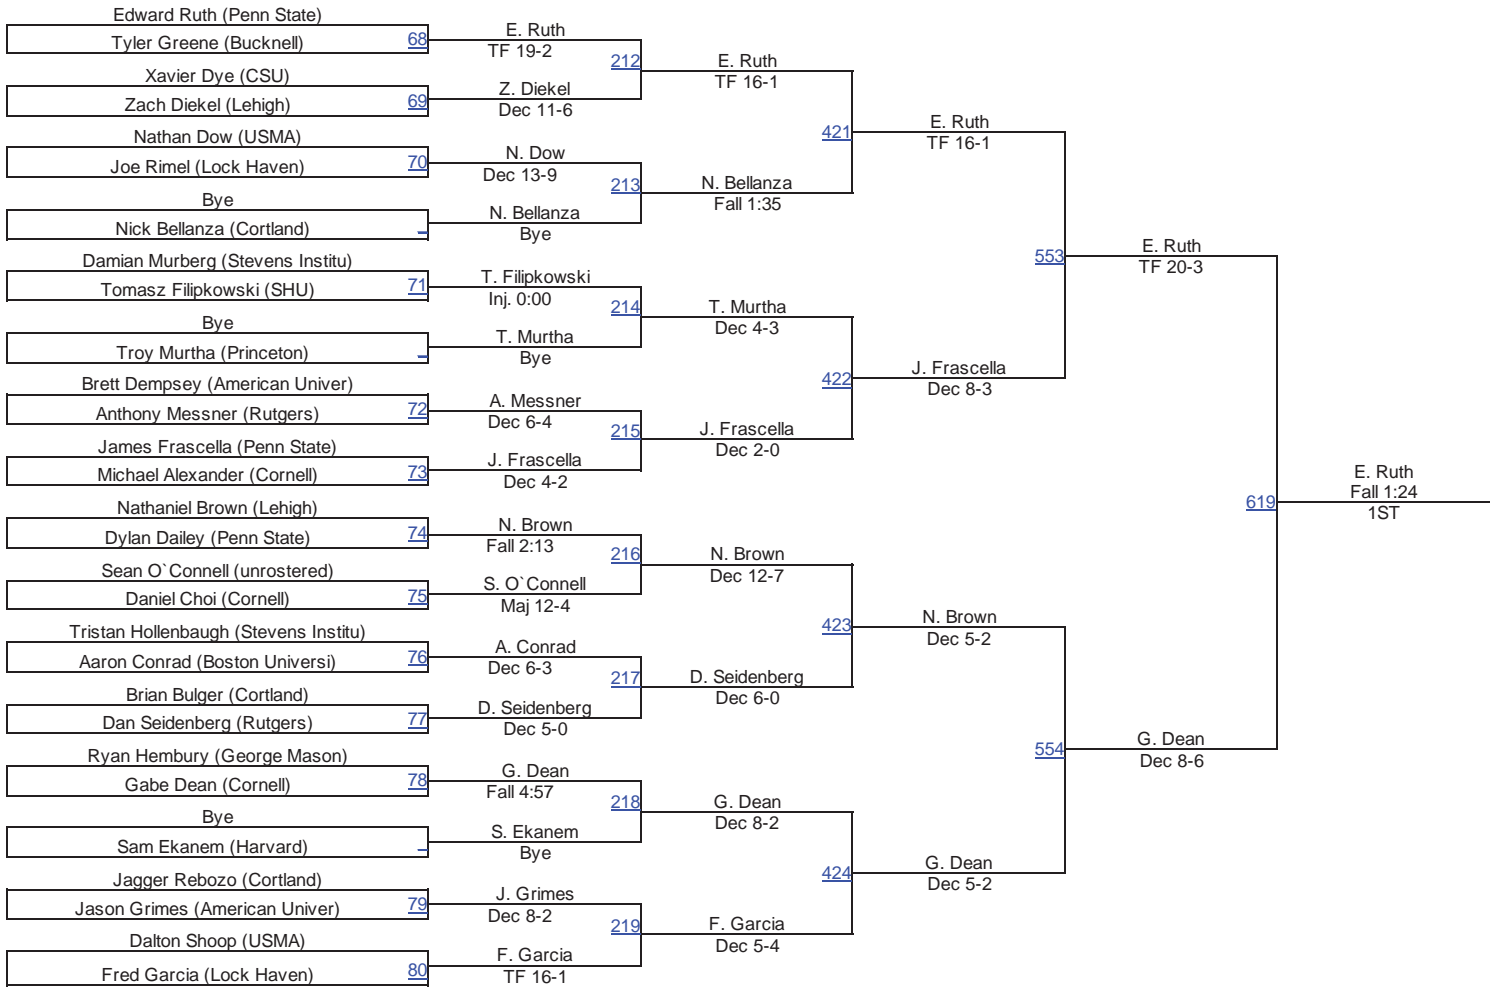 Edward Ruth (Penn State)
Tyler Greene (Bucknell)
68
Xavier Dye (CSU)
Zach Diekel (Lehigh)
69
Nathan Dow (USMA)
Joe Rimel (Lock Haven)
70
Bye
Nick Bellanza (Cortland)
Damian Murberg (Stevens Institu)
Tomasz Filipkowski (SHU)
71
Bye
Troy Murtha (Princeton)
Brett Dempsey (American Univer)
Anthony Messner (Rutgers)
72
James Frascella (Penn State)
Michael Alexander (Cornell)
73
Nathaniel Brown (Lehigh)
Dylan Dailey (Penn State)
74
Sean O`Connell (unrostered)
Daniel Choi (Cornell)
75
Tristan Hollenbaugh (Stevens Institu)
Aaron Conrad (Boston Universi)
76
Brian Bulger (Cortland)
Dan Seidenberg (Rutgers)
77
Ryan Hembury (George Mason)
Gabe Dean (Cornell)
78
Bye
Sam Ekanem (Harvard)
Jagger Rebozo (Cortland)
Jason Grimes (American Univer)
79
Dalton Shoop (USMA)
Fred Garcia (Lock Haven)
80
E. Ruth
TF 19-2
212
Z. Diekel
Dec 11-6
N. Dow
Dec 13-9
213
N. Bellanza
Bye
T. Filipkowski
Inj. 0:00
214
T. Murtha
Bye
A. Messner
Dec 6-4
215
J. Frascella
Dec 4-2
N. Brown
Fall 2:13
216
S. O`Connell
Maj 12-4
A. Conrad
Dec 6-3
217
D. Seidenberg
Dec 5-0
G. Dean
Fall 4:57
218
S. Ekanem
Bye
J. Grimes
Dec 8-2
219
F. Garcia
TF 16-1
E. Ruth
TF 16-1
421
N. Bellanza
Fall 1:35
T. Murtha
Dec 4-3
422
J. Frascella
Dec 2-0
N. Brown
Dec 12-7
423
D. Seidenberg
Dec 6-0
G. Dean
Dec 8-2
424
F. Garcia
Dec 5-4
E. Ruth
TF 16-1
553
J. Frascella
Dec 8-3
N. Brown
Dec 5-2
554
G. Dean
Dec 5-2
E. Ruth
TF 20-3
619
G. Dean
Dec 8-6
E. Ruth
Fall 1:24
1ST